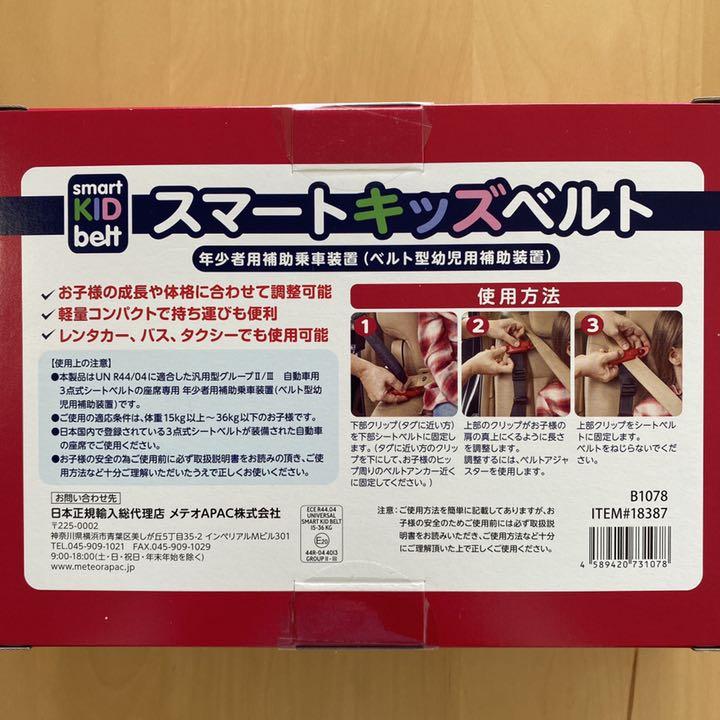 smart
KID
belt
スマートキッズベルト
年少者用補助乗車装置(ベルト型幼児用補助装置)
お子様の成長や体格に合わせて調整可能
軽量コンパクトで持ち運びも便利
レンタカー、バス、タクシーでも使用可能
【使用上の注意】
●本製品はUN R44/04に適合した汎用型グループⅡ/Ⅲ 自動車用
3点式シートベルトの座席専用 年少者用補助乗車装置(ベルト型幼
児用補助装置)です。
●ご使用の適応条件は、体重15kg以上~36kg以下のお子様です。
●日本国内で登録されている3点式シートベルトが装備された自動車
の座席でご使用ください。
●お子様の安全の為ご使用前に必ず取扱説明書をお読みの頂き、ご使
用方法など十分ご理解いただいたうえで正しくお使いください。
使用方法
1
下部クリップ(タグに近い方)
を下部シートベルトに固定し
ます。(タグに近い方のクリッ
プを下にして、お子様のヒッ
プ周りのベルトアンカー近く
に固定してください。)
2
上部のクリップがお子様の
肩の真上にくるように長さ
を調整します。
調整するには、ベルトアジャ
スターを使用します。
3
上部クリップをシートベル
トに固定します。
ベルトをねじらないでくだ
さい。
お問い合わせ先
日本正規輸入総代理店 メテオAPAC株式会社
〒225-0002
神奈川県横浜市青葉区美しが丘5丁目35-2 インペリアルMビル301
TEL.045-909-1021 FAX.045-909-1029
9:00-18:00(土・日・祝日・年末年始を除く)
www.meteorapac.jp
ECE R44.04
UNIVERSAL
SMART KID BELT
15-36 KG
E20
44R-04 4013
GROUP II - III
注意:ご使用方法を簡単に記載しておりますが、お
子様の安全のためご使用前には必ず取扱説
明書をお読みいただき、ご使用方法など十分
にご理解頂いた上で正しくご使用ください。
B1078
ITEM#18387
4 589420 731078